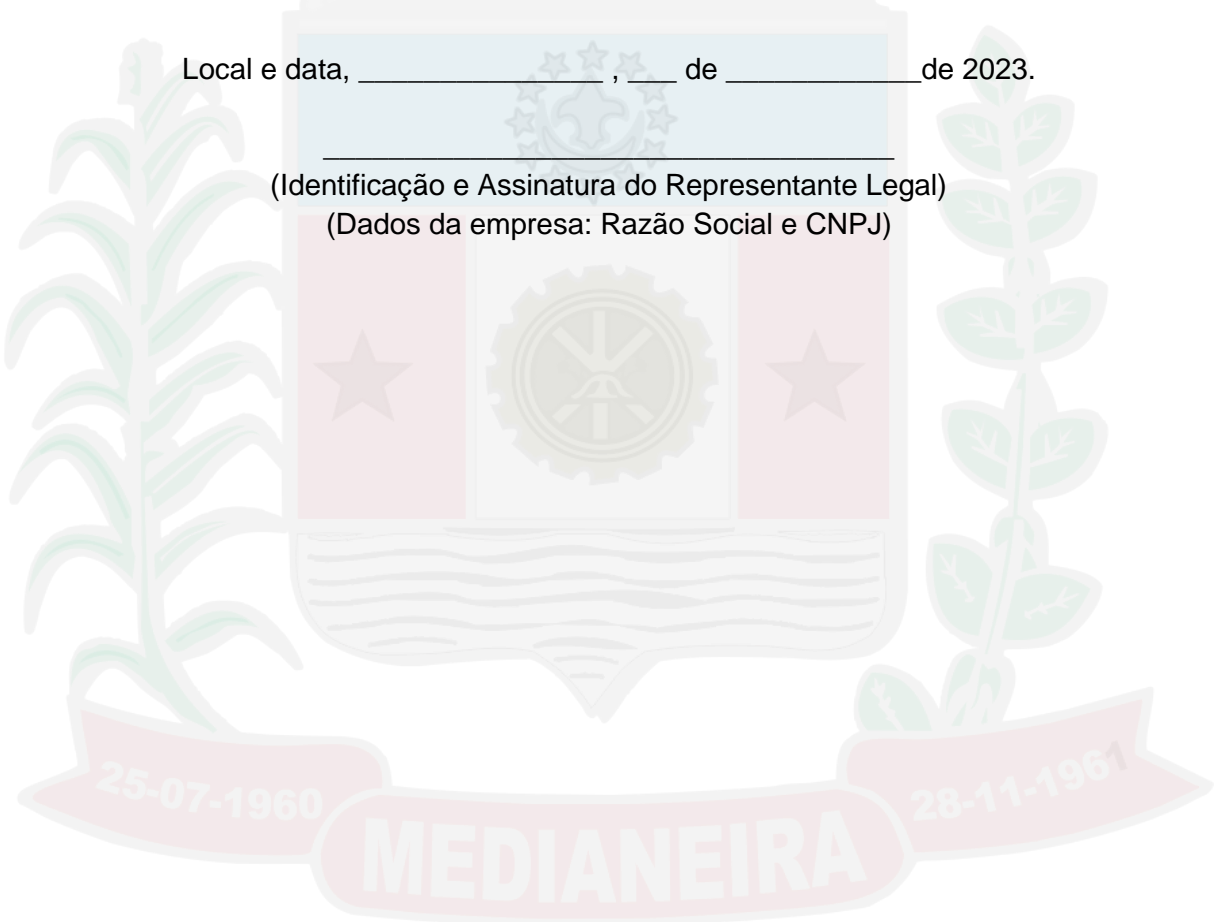 Local e data, _______________ , ___ de ____________de 2023.
___________________________________
(Identificação e Assinatura do Representante Legal)
(Dados da empresa: Razão Social e CNPJ)
25-07-1960
28-11-1961
MEDIANEIRA